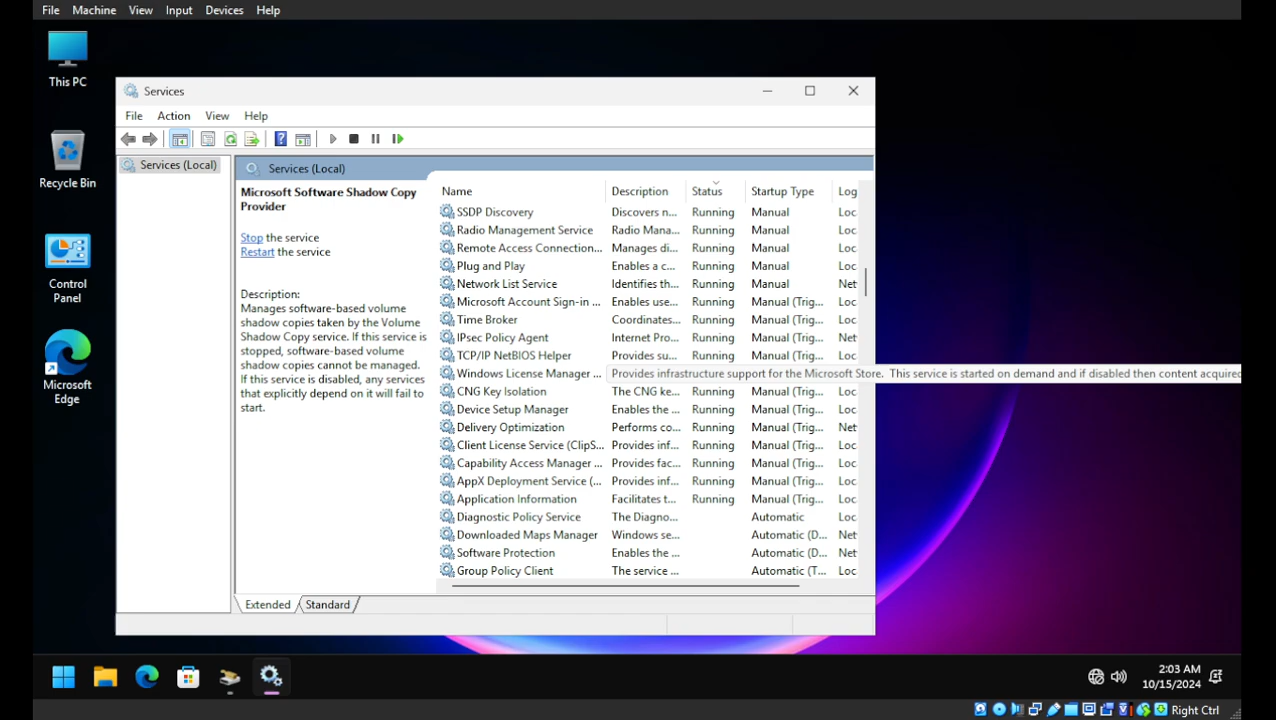 File Machine View Input Devices Help
This PC
Recycle Bin
Control
Panel
Microsoft
Edge
Services
File Action View Help
Services (Local)
Services (Local)
Microsoft Software Shadow Copy
Provider
Stop the service
Restart the service
Description:
Manages software-based volume
shadow copies taken by the Volume
Shadow Copy service. If this service is
stopped, software-based volume
shadow copies cannot be managed.
If this service is disabled, any services
that explicitly depend on it will fail to
start.
Name Description Status Startup Type Log
SSDP Discovery Discovers n... Running Manual Loc
Radio Management Service Radio Mana... Running Manual Loc
Remote Access Connection... Manages di... Running Manual Loc
Plug and Play Enables a c... Running Manual Loc
Network List Service Identifies th... Running Manual Net
Microsoft Account Sign-in ... Enables use... Running Manual (Trig... Loc
Time Broker Coordinates... Running Manual (Trig... Loc
IPsec Policy Agent Internet Pro... Running Manual (Trig... Net
TCP/IP NetBIOS Helper Provides su... Running Manual (Trig... Loc
Windows License Manager ... Provides infrastructure support for the Microsoft Store. This service is started on demand and if disabled then content acquired
CNG Key Isolation The CNG ke... Running Manual (Trig... Loc
Device Setup Manager Enables the ... Running Manual (Trig... Loc
Delivery Optimization Performs co... Running Manual (Trig... Net
Client License Service (ClipS... Provides inf... Running Manual (Trig... Loc
Capability Access Manager ... Provides fac... Running Manual (Trig... Loc
AppX Deployment Service (... Provides inf... Running Manual (Trig... Loc
Application Information Facilitates t... Running Manual (Trig... Loc
Diagnostic Policy Service The Diagno... Automatic Loc
Downloaded Maps Manager Windows se... Automatic (D... Net
Software Protection Enables the ... Automatic (D... Net
Group Policy Client The service ... Automatic (T... Loc
Extended Standard
2:03 AM
10/15/2024
Right Ctrl